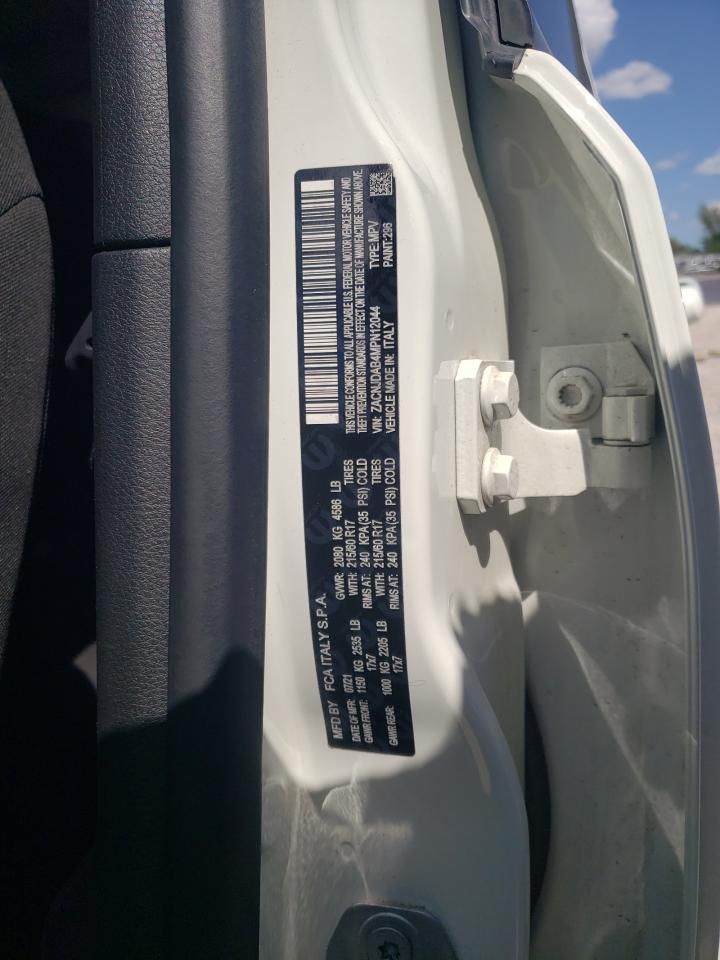 MFD BY FCA ITALY S.P.A.
DATE OF MFR: 07/21 GVWR: 2080 KG 4586 LB
GAWR FRONT: 1150 KG 2535 LB WITH: 215/60 R17 TIRES
17x7 RIMS AT: 240 KPA(35 PSI) COLD
GAWR REAR: 1000 KG 2205 LB WITH: 215/60 R17 TIRES
17x7 RIMS AT: 240 KPA(35 PSI) COLD
THIS VEHICLE CONFORMS TO ALL APPLICABLE U.S. FEDERAL MOTOR VEHICLE SAFETY AND
THEFT PREVENTION STANDARDS IN EFFECT ON THE DATE OF MANUFACTURE SHOWN ABOVE.
VIN: ZACNJDAB4MPN12044 TYPE: MPV
VEHICLE MADE IN: ITALY PAINT: 296